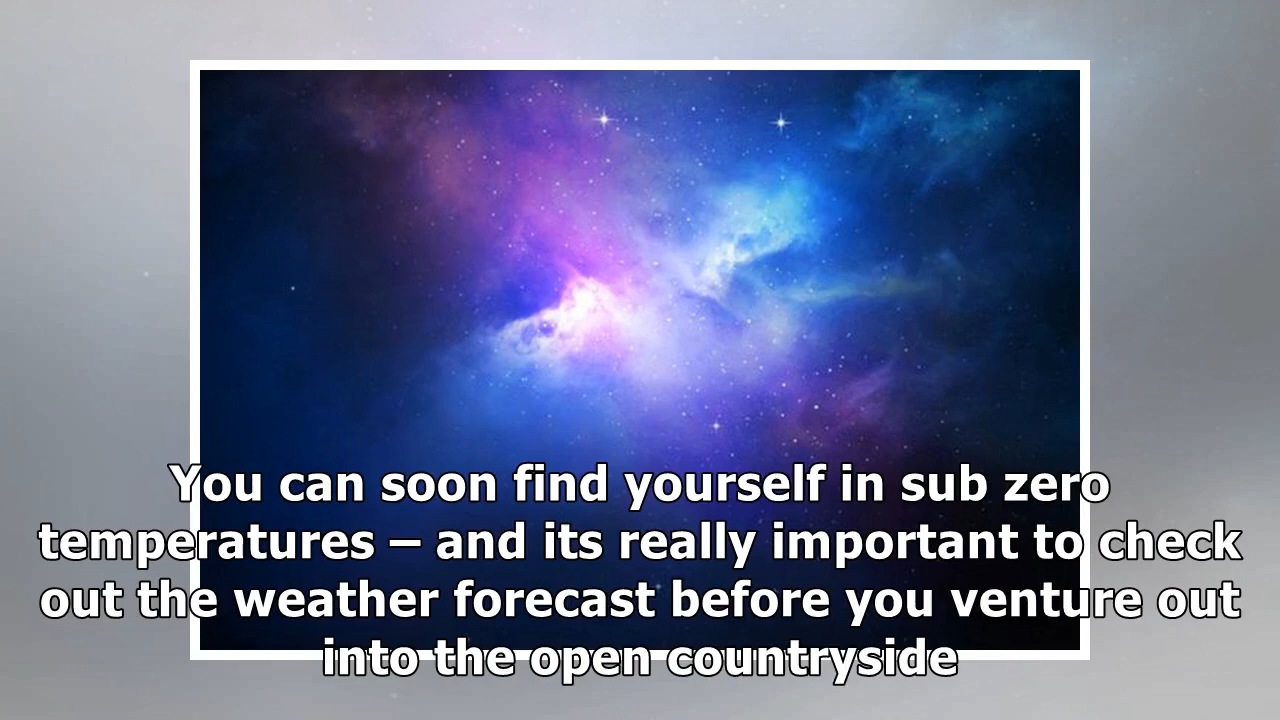 You can soon find yourself in sub zero
temperatures – and its really important to check
out the weather forecast before you venture out
into the open countryside